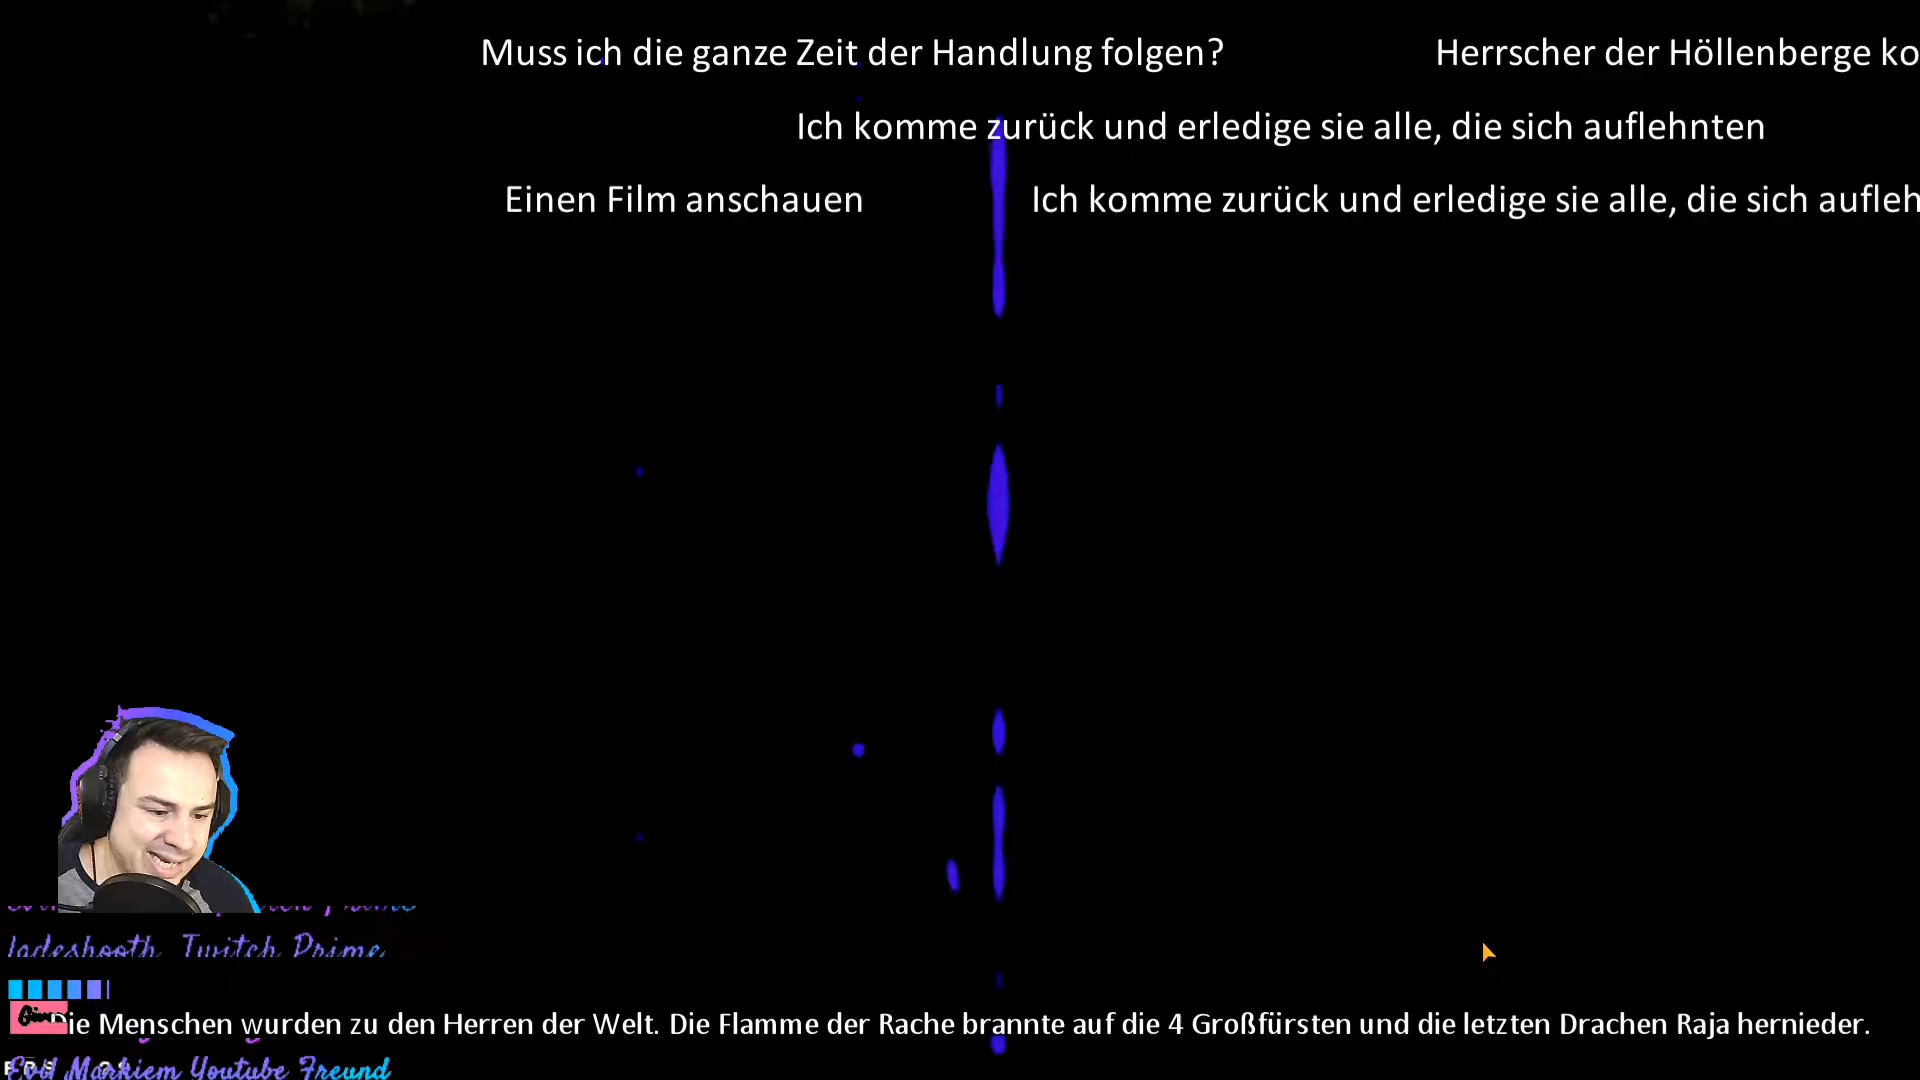 Muss ich die ganze Zeit der Handlung folgen? Herrscher der Höllenberge ko
Ich komme zurück und erledige sie alle, die sich auflehnten
Einen Film anschauen Ich komme zurück und erledige sie alle, die sich aufleh
Jadeshooth Twitch Prime
Die Menschen wurden zu den Herren der Welt. Die Flamme der Rache brannte auf die 4 Großfürsten und die letzten Drachen Raja hernieder.
Evil Markiem Youtube Freund